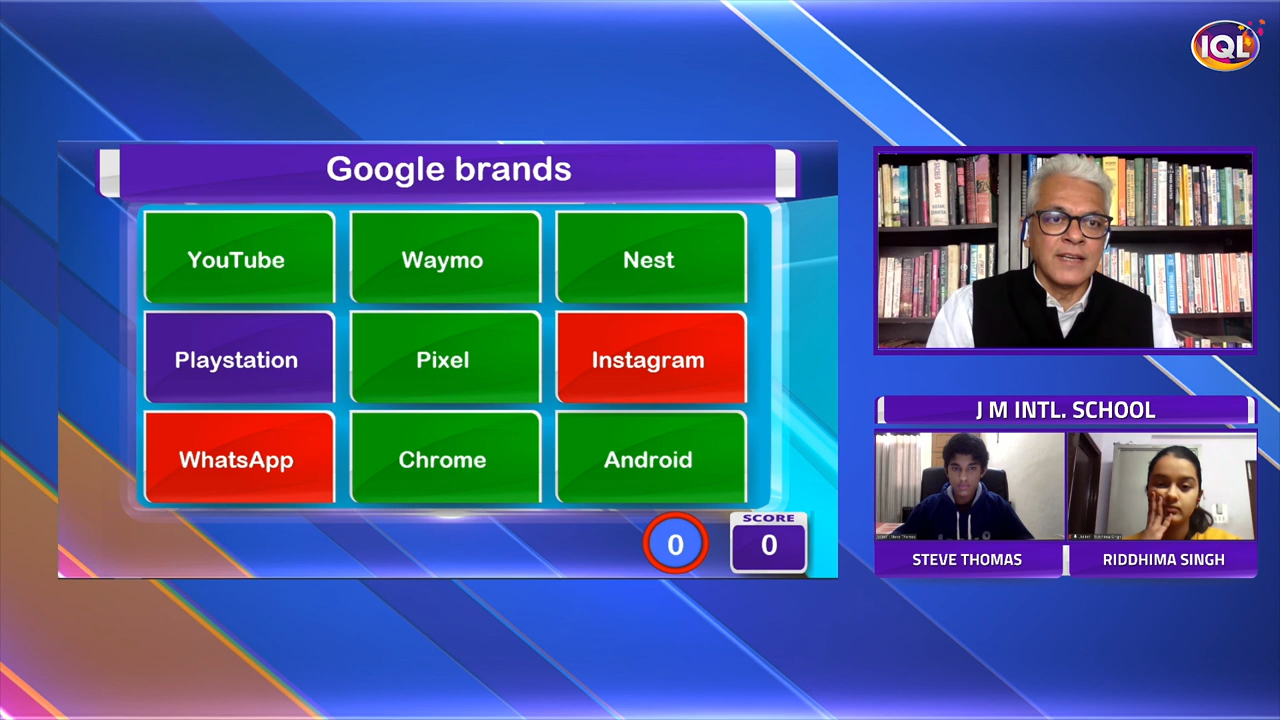 IQL
Google brands
YouTube
Waymo
Nest
Playstation
Pixel
Instagram
WhatsApp
Chrome
Android
0
SCORE
0
J M INTL. SCHOOL
STEVE THOMAS
RIDDHIMA SINGH